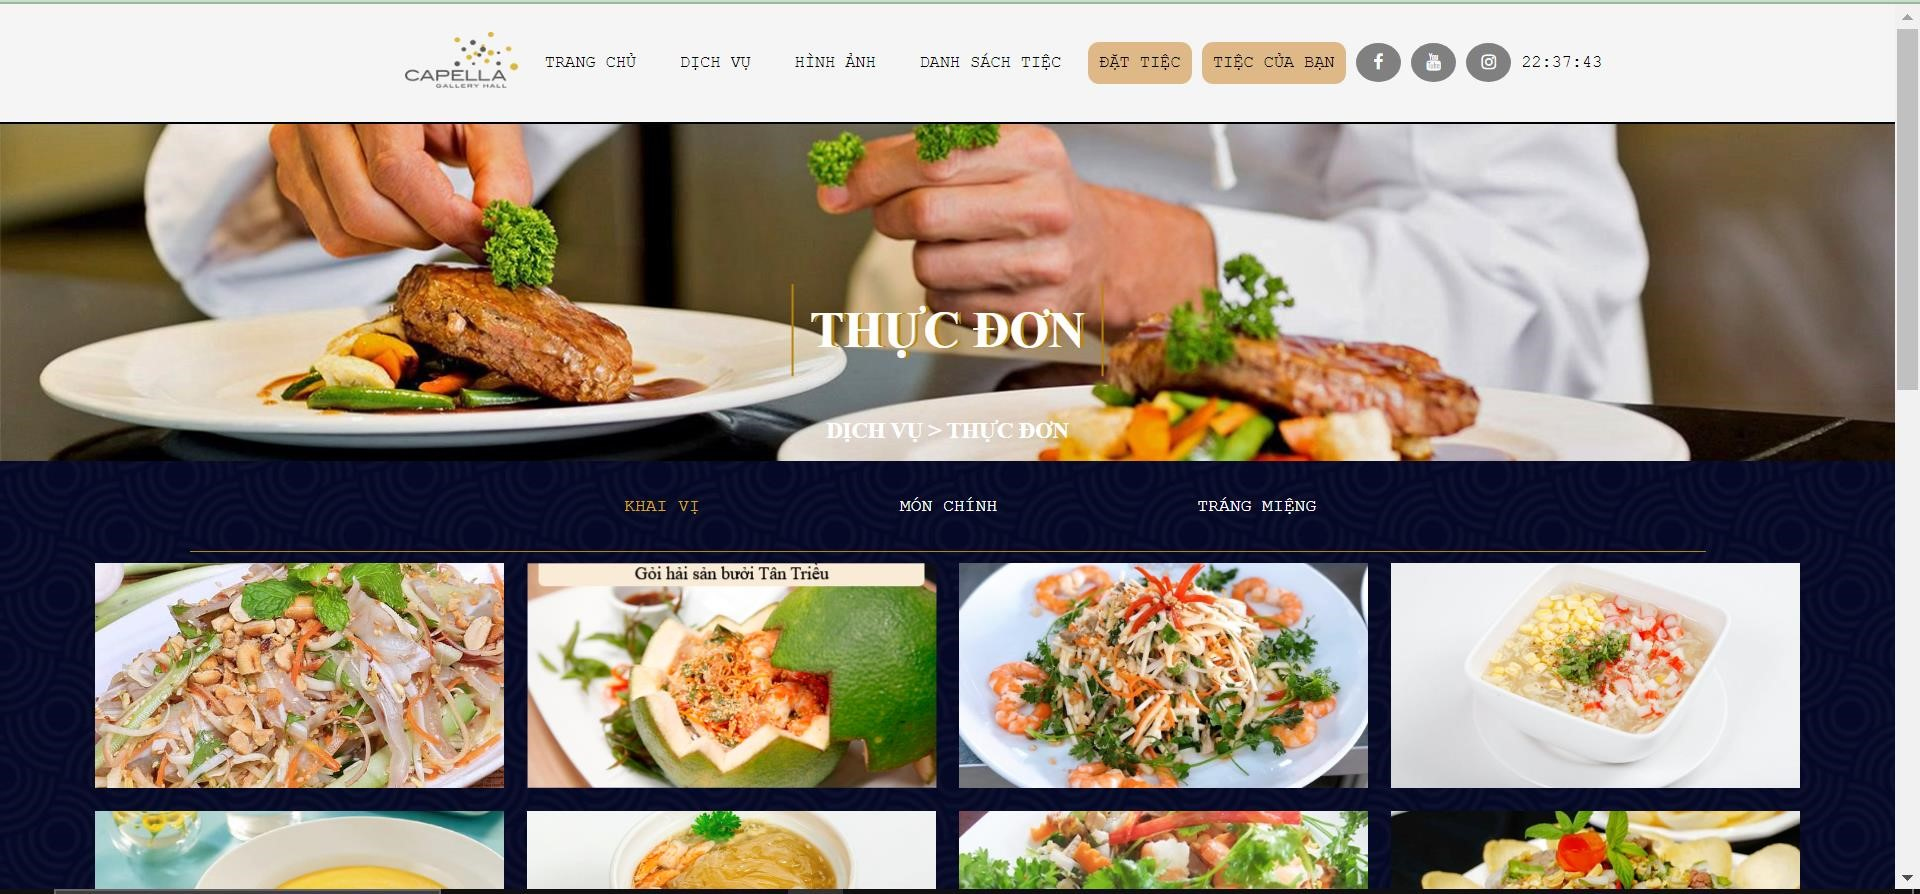 CAPELLA
GALLERY HALL
TRANG CHỦ
DỊCH VỤ
HÌNH ẢNH
DANH SÁCH TIỆC
ĐẶT TIỆC
TIỆC CỦA BẠN
You
Tube
22:37:43
THỰC ĐƠN
DỊCH VỤ > THỰC ĐƠN
KHAI VỊ
MÓN CHÍNH
TRÁNG MIỆNG
Gỏi hải sản bưởi Tân Triều